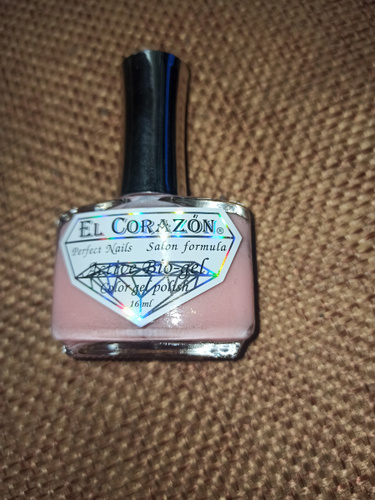 EL CORAZÓN®
Perfect Nails Salon formula
Active Bio-gel
Color gel polish
16 ml